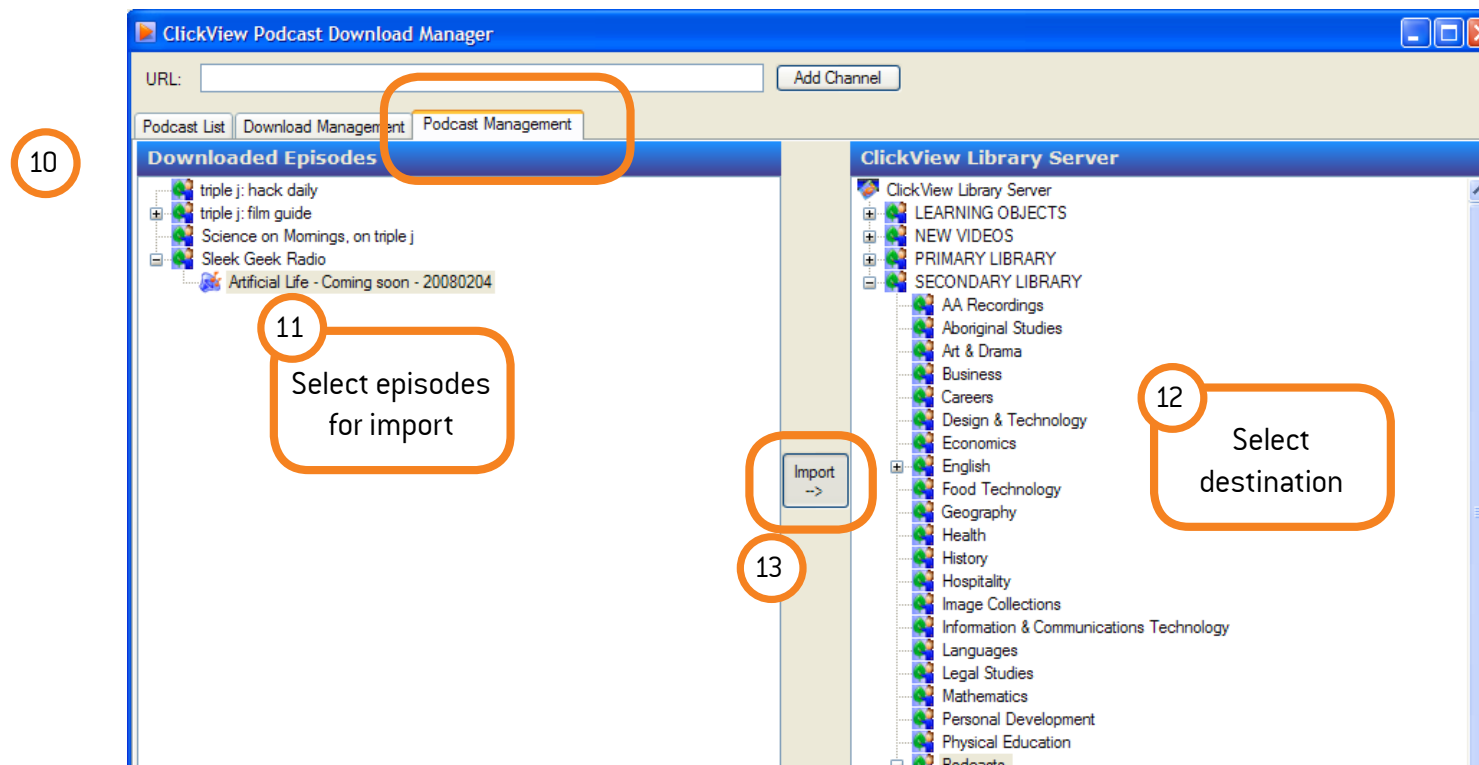 ClickView Podcast Download Manager
URL:
Add Channel
Podcast List
Download Management
Podcast Management
10
Downloaded Episodes
triple j: hack daily
triple j: film guide
Science on Mornings, on triple j
Sleek Geek Radio
Artificial Life - Coming soon - 20080204
11
Select episodes
for import
Import
-->
13
ClickView Library Server
ClickView Library Server
LEARNING OBJECTS
NEW VIDEOS
PRIMARY LIBRARY
SECONDARY LIBRARY
AA Recordings
Aboriginal Studies
Art & Drama
Business
Careers
Design & Technology
Economics
English
Food Technology
Geography
Health
History
Hospitality
Image Collections
Information & Communications Technology
Languages
Legal Studies
Mathematics
Personal Development
Physical Education
Podcasts
12
Select
destination